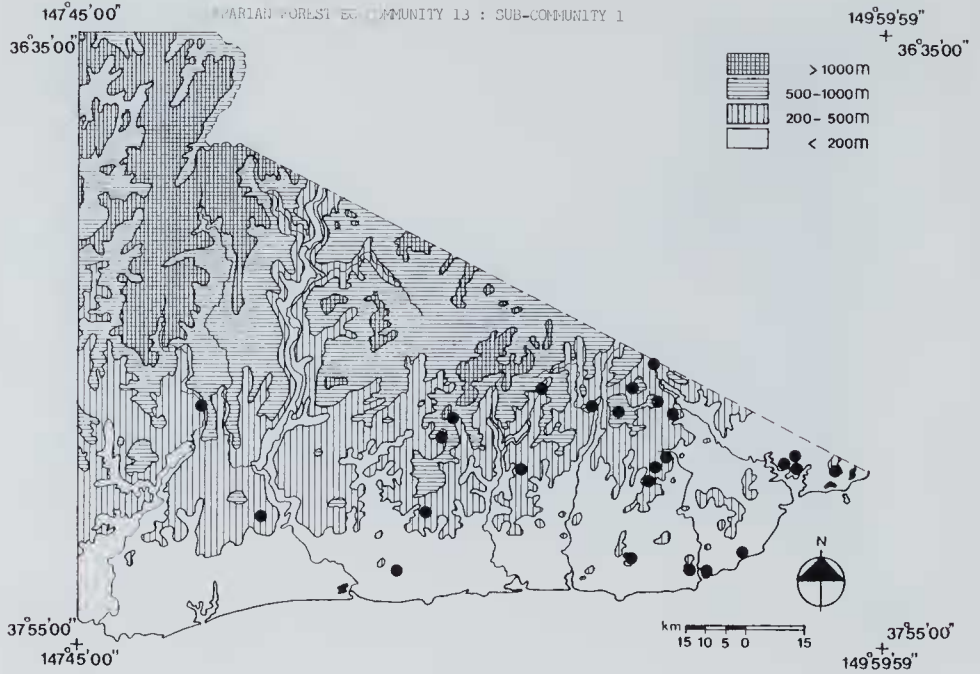 FOREST COMMUNITY 13 : SUB-COMMUNITY 1
147°45'00"
149°59'59"
36°35'00"
36°35'00"
> 1000m
500-1000m
200-500m
< 200m
N
km
15 10 5 0 15
37°55'00"
37°55'00"
147°45'00"
149°59'59"